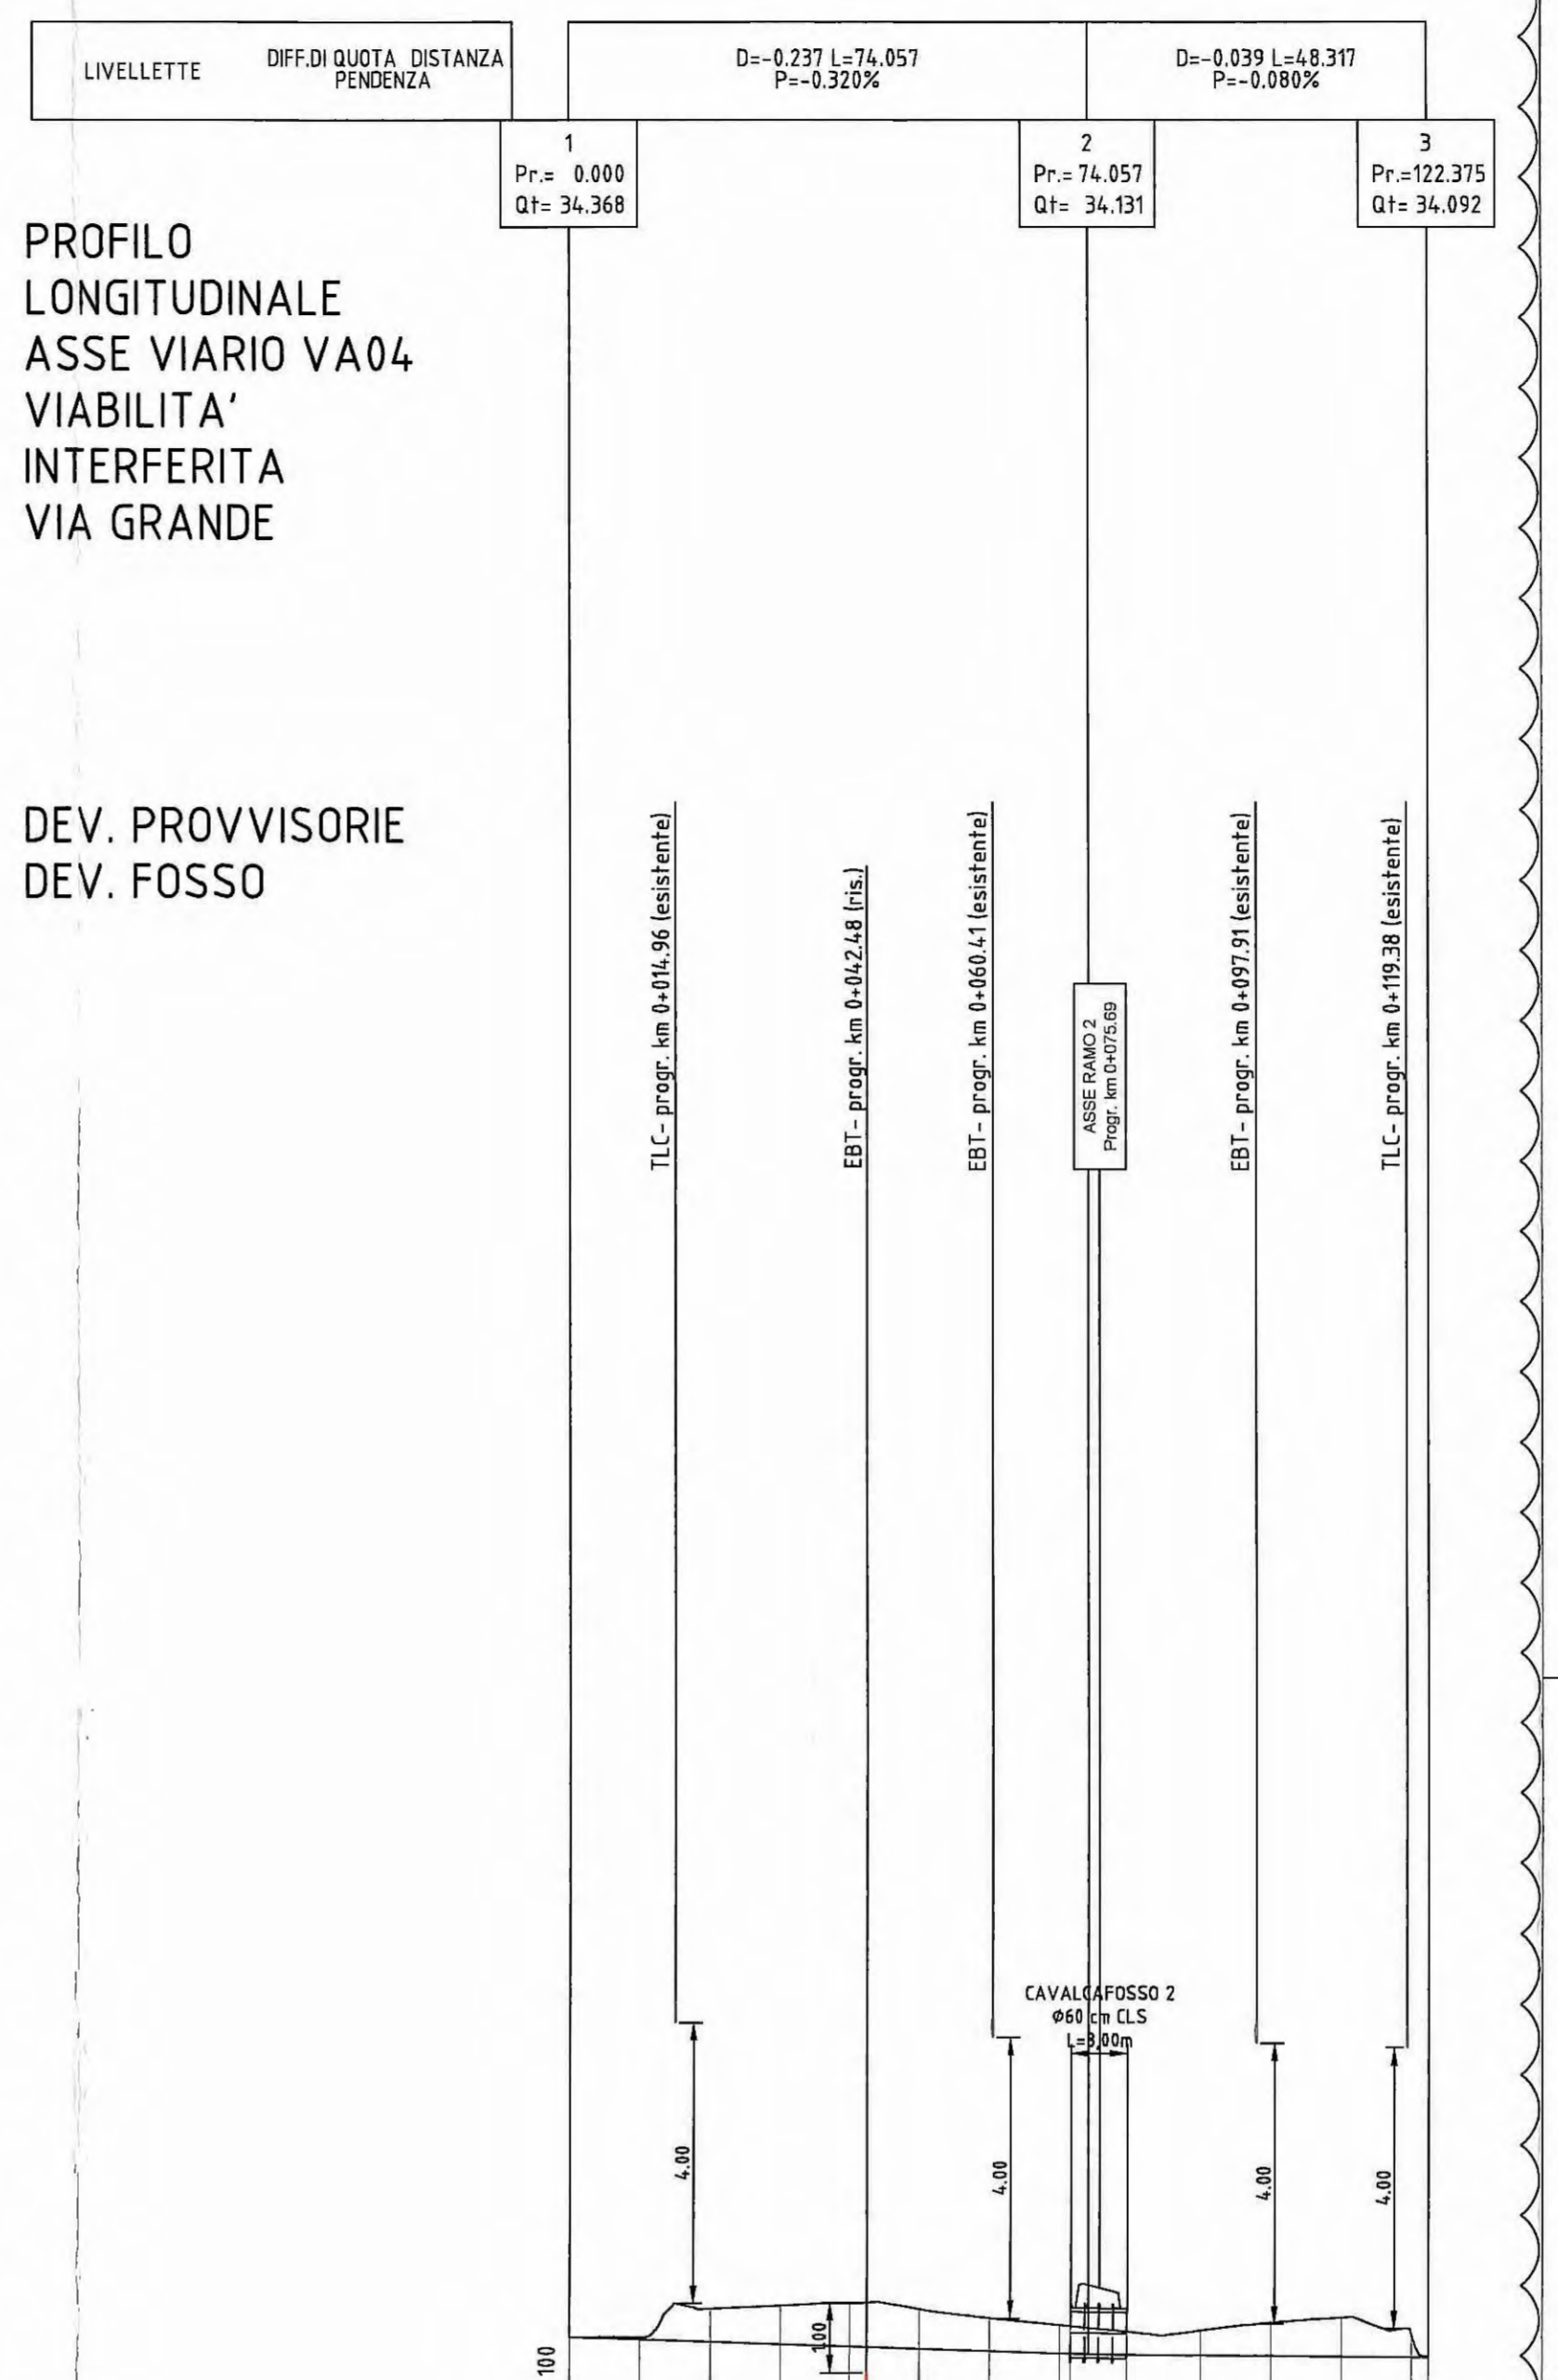 LIVELLETTE
DIFF.DI QUOTA DISTANZA
PENDENZA
D=-0.237 L=74.057
P=-0.320%
D=-0.039 L=48.317
P=-0.080%
1
Pr.= 0.000
Qt= 34.368
2
Pr.= 74.057
Qt= 34.131
3
Pr.=122.375
Qt= 34.092
PROFILO
LONGITUDINALE
ASSE VIARIO VA04
VIABILITA'
INTERFERITA
VIA GRANDE
DEV. PROVVISORIE
DEV. FOSSO
TLC- progr. km 0+014.96 (esistente)
EBT- progr. km 0+042.48 (ris.)
EBT- progr. km 0+060.41 (esistente)
ASSE RAMO 2
Progr. km 0+075.69
EBT- progr. km 0+097.91 (esistente)
TLC- progr. km 0+119.38 (esistente)
CAVALCAFOSSO 2
Ø60 cm CLS
L=8,00m
4.00
4.00
4.00
4.00
1.00
100